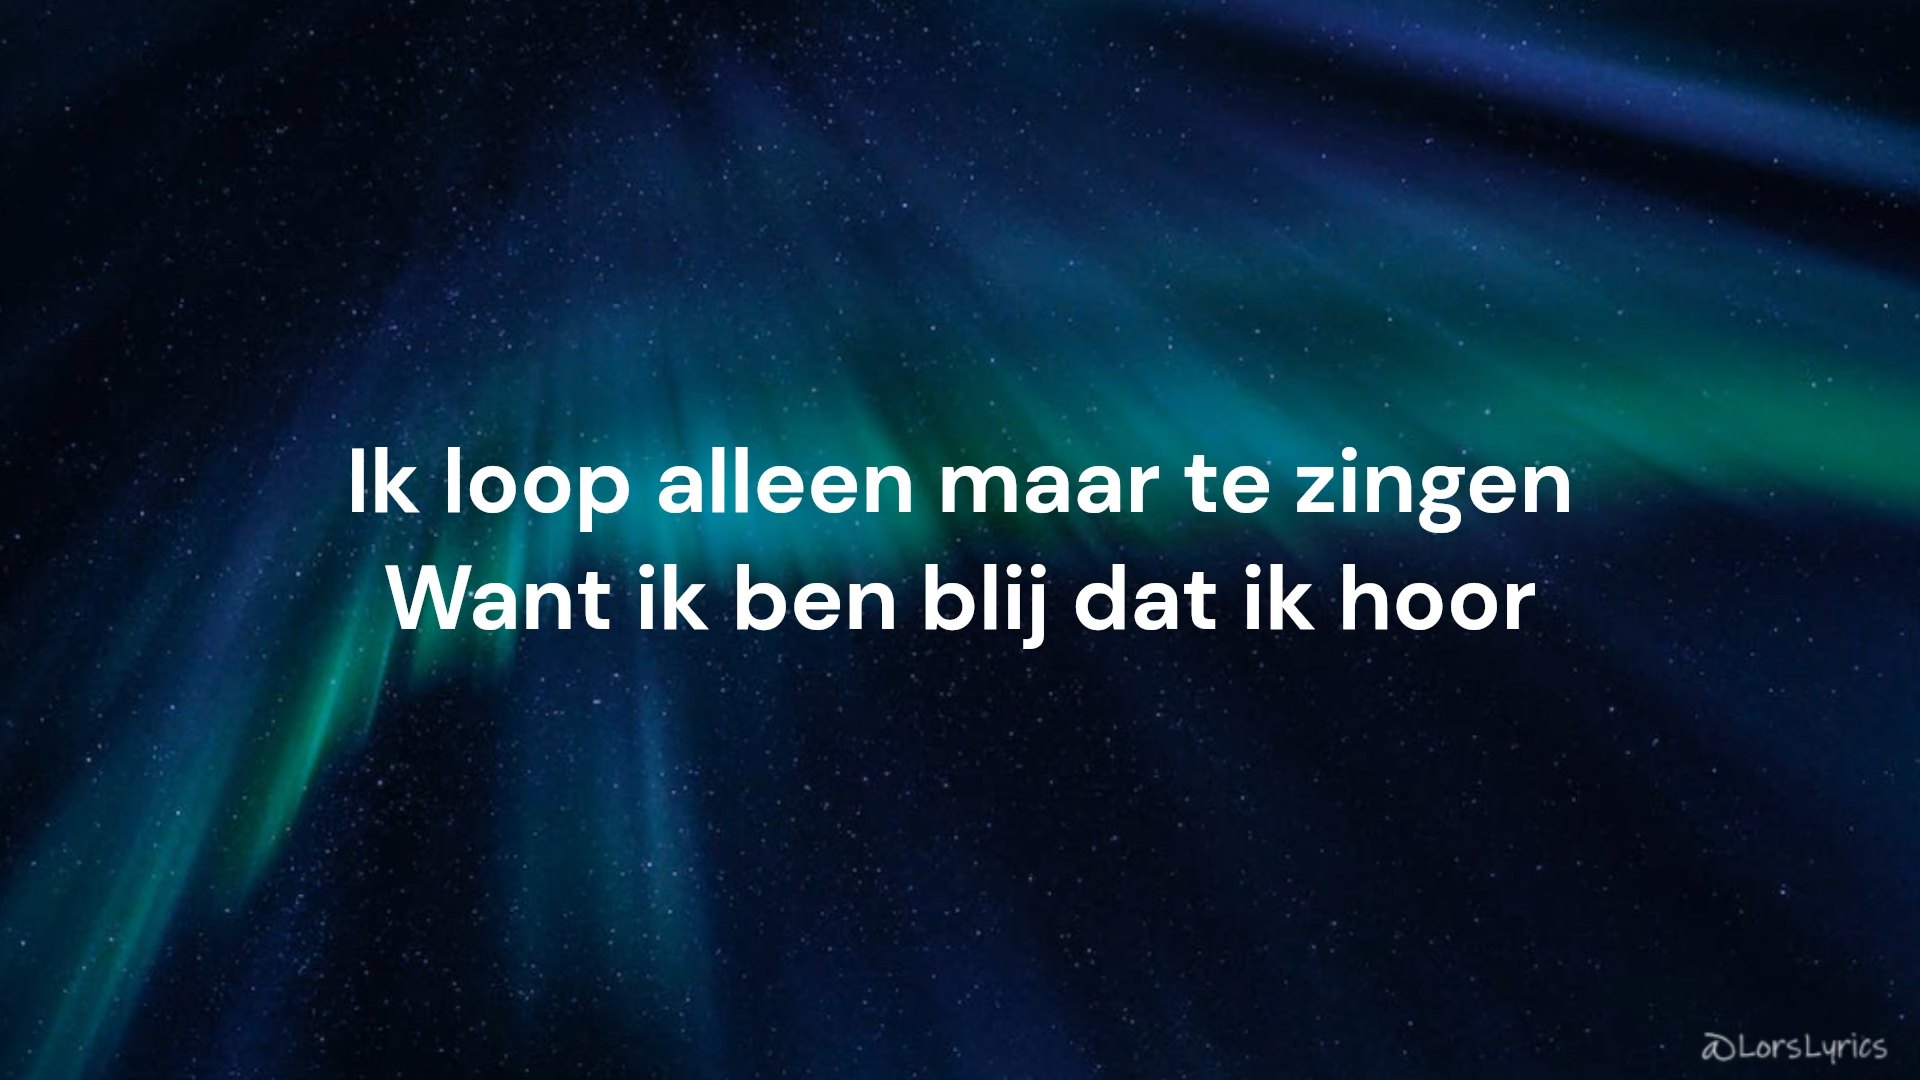 Ik loop alleen maar te zingen
Want ik ben blij dat ik hoor
@LorsLyrics